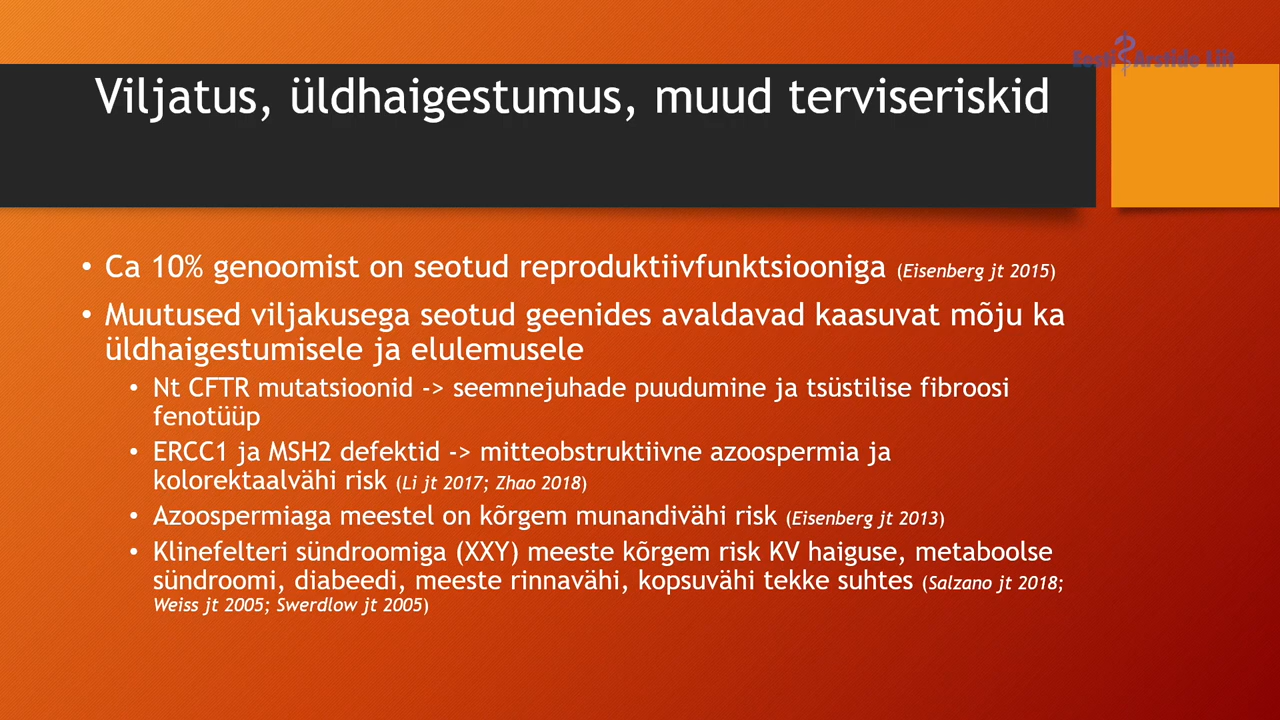 Eesti Arstide Liit
Viljatus, üldhaigestumus, muud terviseriskid
• Ca 10% genoomist on seotud reproduktiivfunktsiooniga (Eisenberg jt 2015)
• Muutused viljakusega seotud geenides avaldavad kaasuvat mõju ka
üldhaigestumisele ja elulemusele
• Nt CFTR mutatsioonid -> seemnejuhade puudumine ja tsüstilise fibroosi
fenotüüp
• ERCC1 ja MSH2 defektid -> mitteobstruktiivne azoospermia ja
kolorektaalvähi risk (Li jt 2017; Zhao 2018)
• Azoospermiaga meestel on kõrgem munandivähi risk (Eisenberg jt 2013)
• Klinefelteri sündroomiga (XXY) meeste kõrgem risk KV haiguse, metaboolse
sündroomi, diabeedi, meeste rinnavähi, kopsuvähi tekke suhtes (Salzano jt 2018;
Weiss jt 2005; Swerdlow jt 2005)